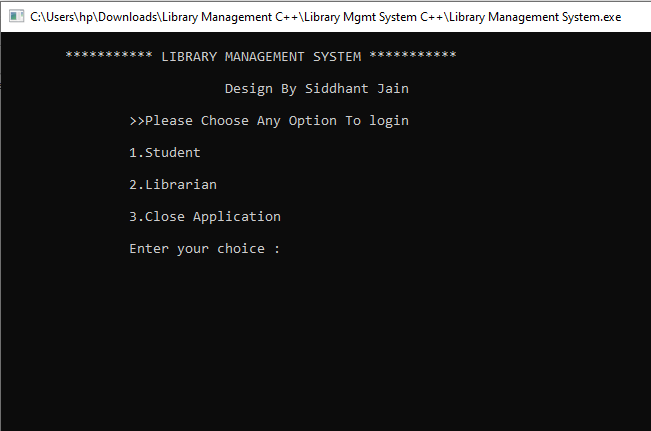 C:\Users\hp\Downloads\Library Management C++\Library Mgmt System C++\Library Management System.exe
*********** LIBRARY MANAGEMENT SYSTEM ***********
Design By Siddhant Jain
>>Please Choose Any Option To login
1.Student
2.Librarian
3.Close Application
Enter your choice :